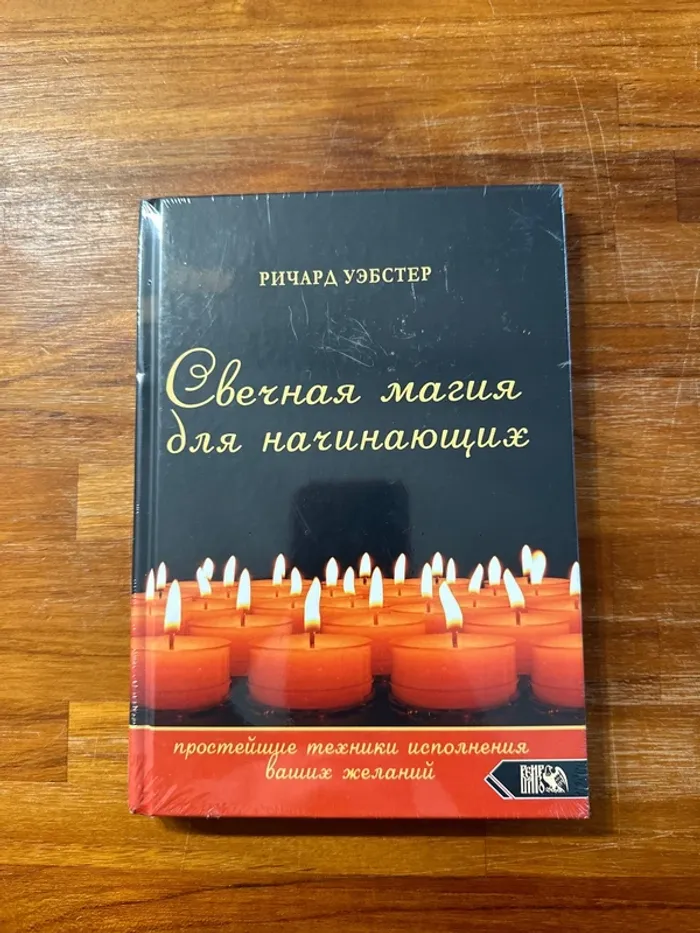 РИЧАРД УЭБСТЕР
Свечная магия
для начинающих
простейшие техники исполнения
ваших желаний